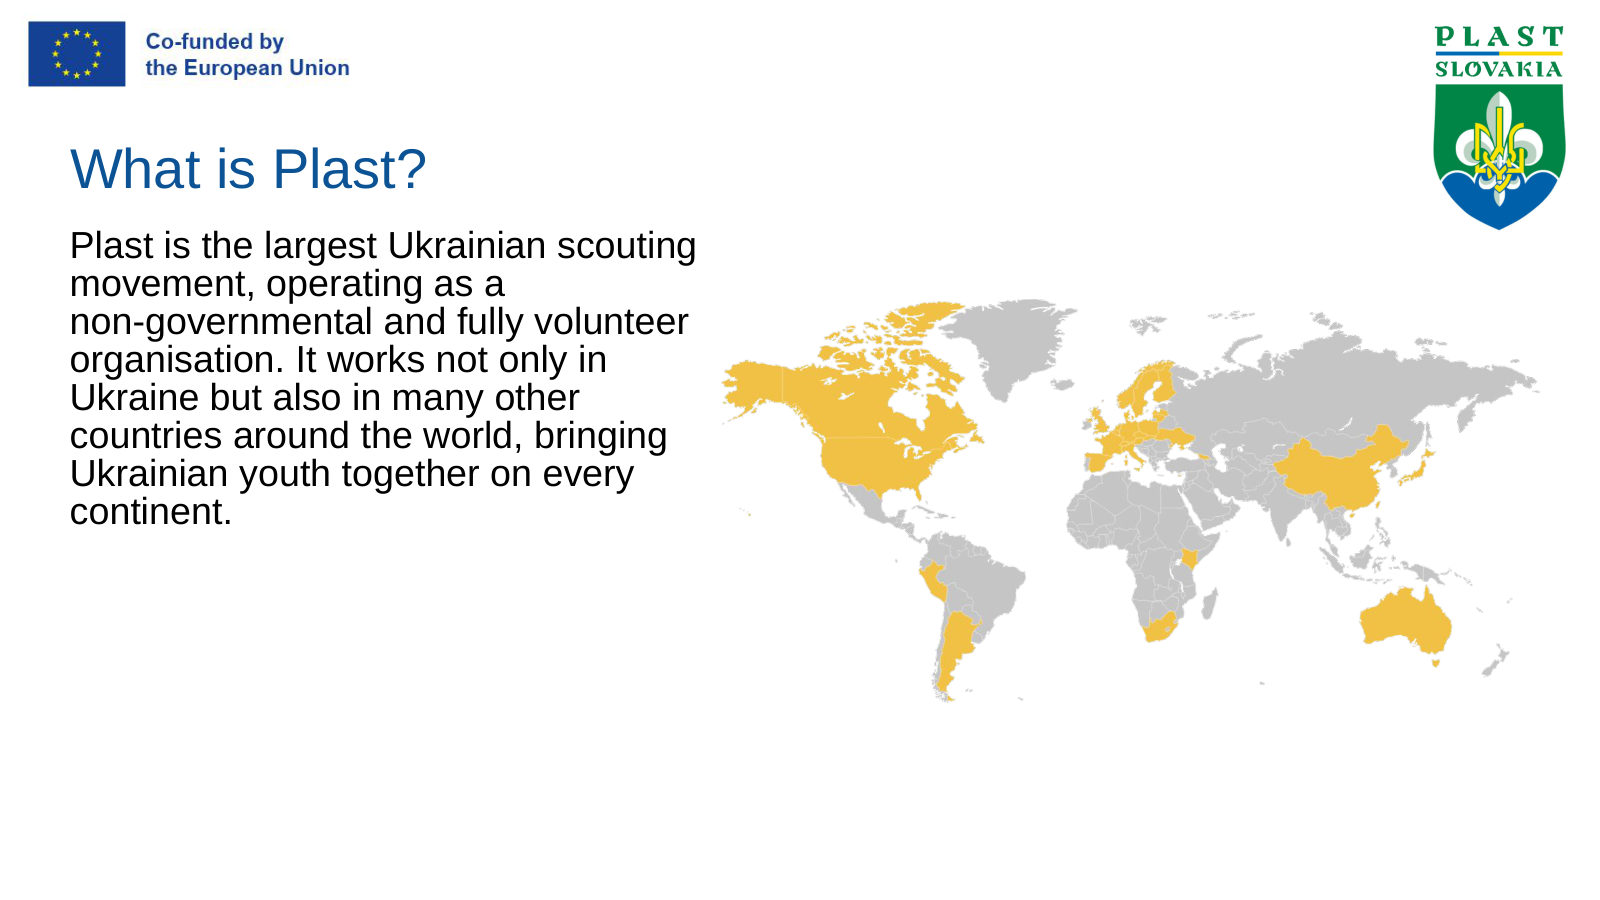 Co-funded by
the European Union
PLAST
SLOVAKIA
What is Plast?
Plast is the largest Ukrainian scouting
movement, operating as a
non-governmental and fully volunteer
organisation. It works not only in
Ukraine but also in many other
countries around the world, bringing
Ukrainian youth together on every
continent.